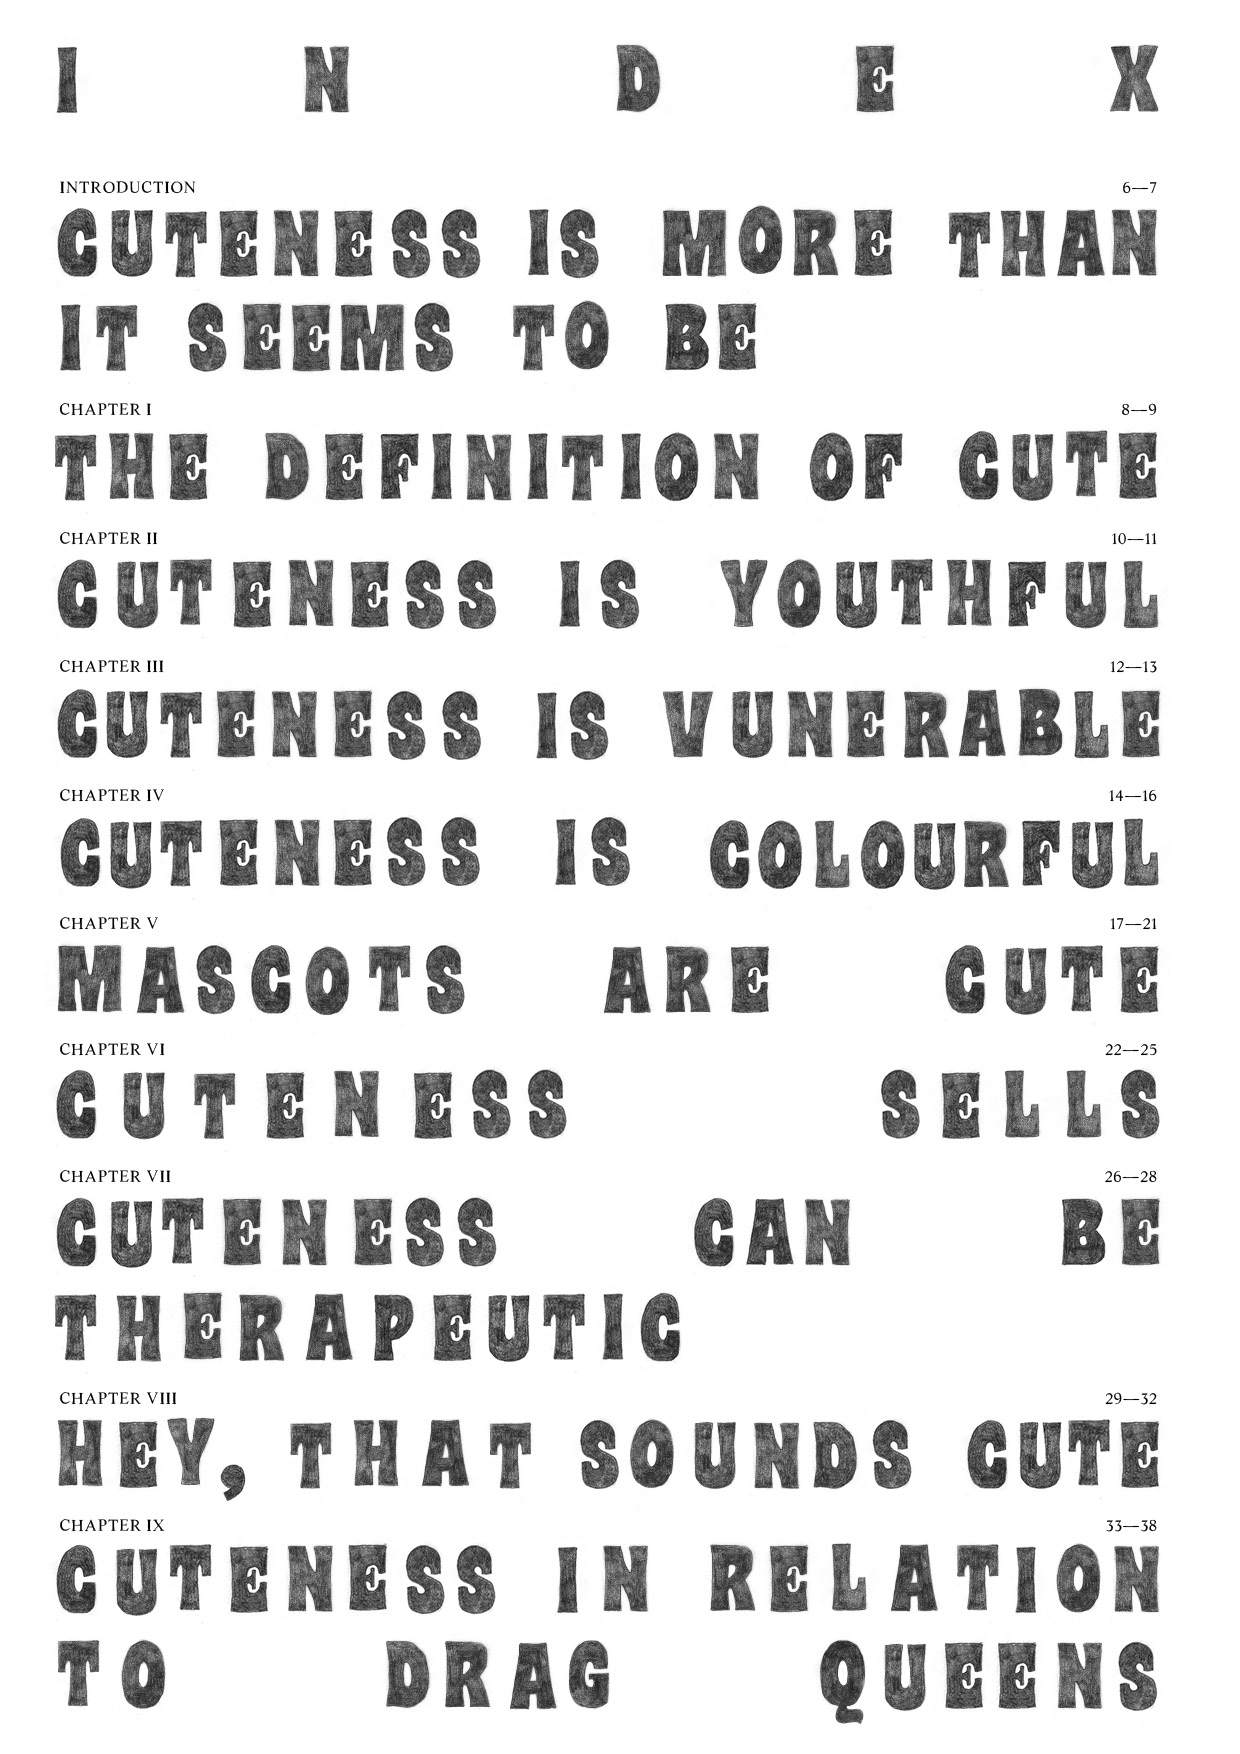 INDEX
INTRODUCTION 6—7
CUTENESS IS MORE THAN
IT SEEMS TO BE
CHAPTER I 8—9
THE DEFINITION OF CUTE
CHAPTER II 10—11
CUTENESS IS YOUTHFUL
CHAPTER III 12—13
CUTENESS IS VUNERABLE
CHAPTER IV 14—16
CUTENESS IS COLOURFUL
CHAPTER V 17—21
MASCOTS ARE CUTE
CHAPTER VI 22—25
CUTENESS SELLS
CHAPTER VII 26—28
CUTENESS CAN BE
THERAPEUTIC
CHAPTER VIII 29—32
HEY, THAT SOUNDS CUTE
CHAPTER IX 33—38
CUTENESS IN RELATION
TO DRAG QUEENS